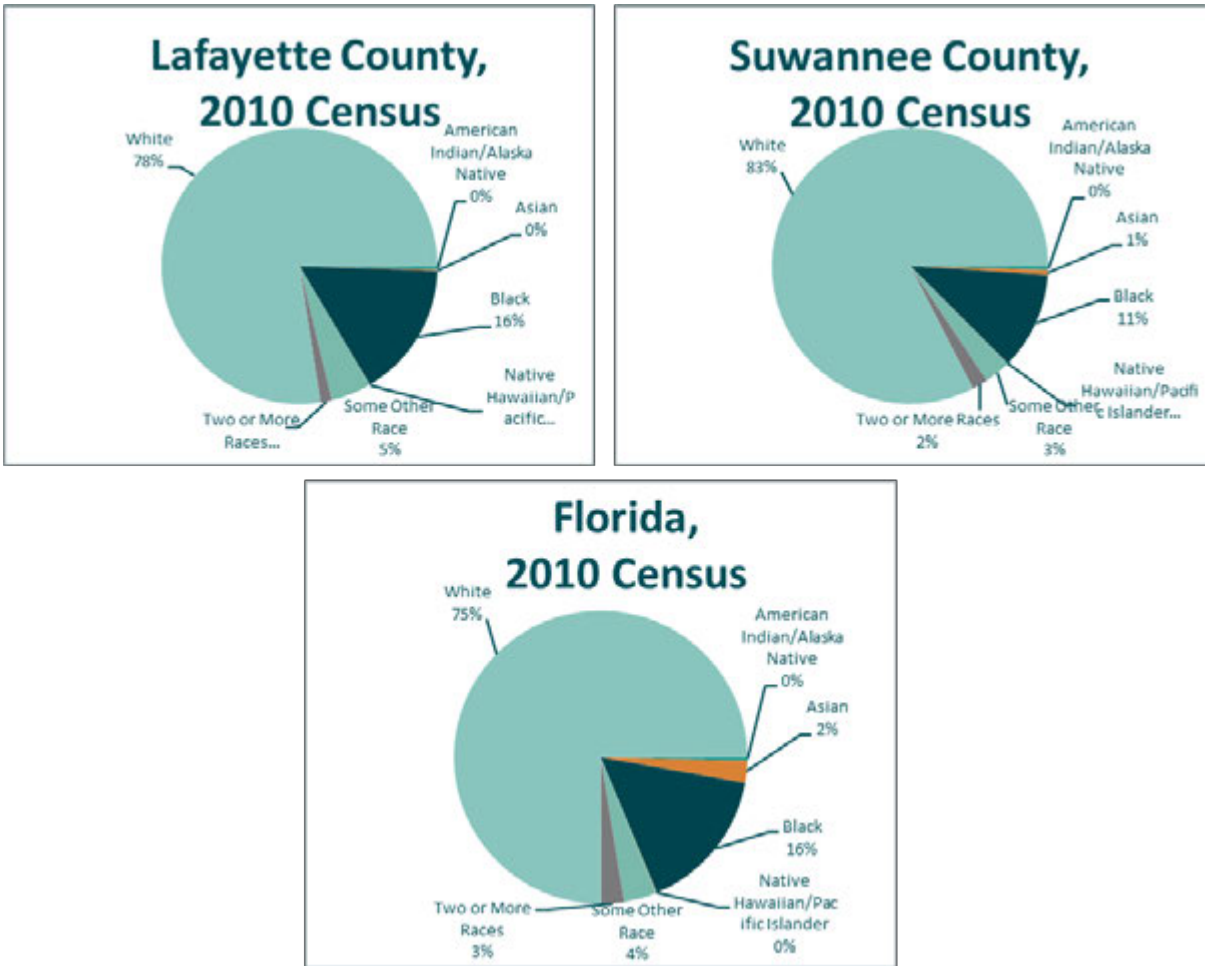 Lafayette County,
2010 Census
White
78%
American
Indian/Alaska
Native
0%
Asian
0%
Black
16%
Native
Hawaiian/P
acific...
Some Other
Race
5%
Two or More
Races...
Suwannee County,
2010 Census
White
83%
American
Indian/Alaska
Native
0%
Asian
1%
Black
11%
Native
Hawaiian/Pacifi
c Islander...
Some Other
Race
3%
Two or More Races
2%
Florida,
2010 Census
White
75%
American
Indian/Alaska
Native
0%
Asian
2%
Black
16%
Native
Hawaiian/Pac
ific Islander
0%
Some Other
Race
4%
Two or More
Races
3%